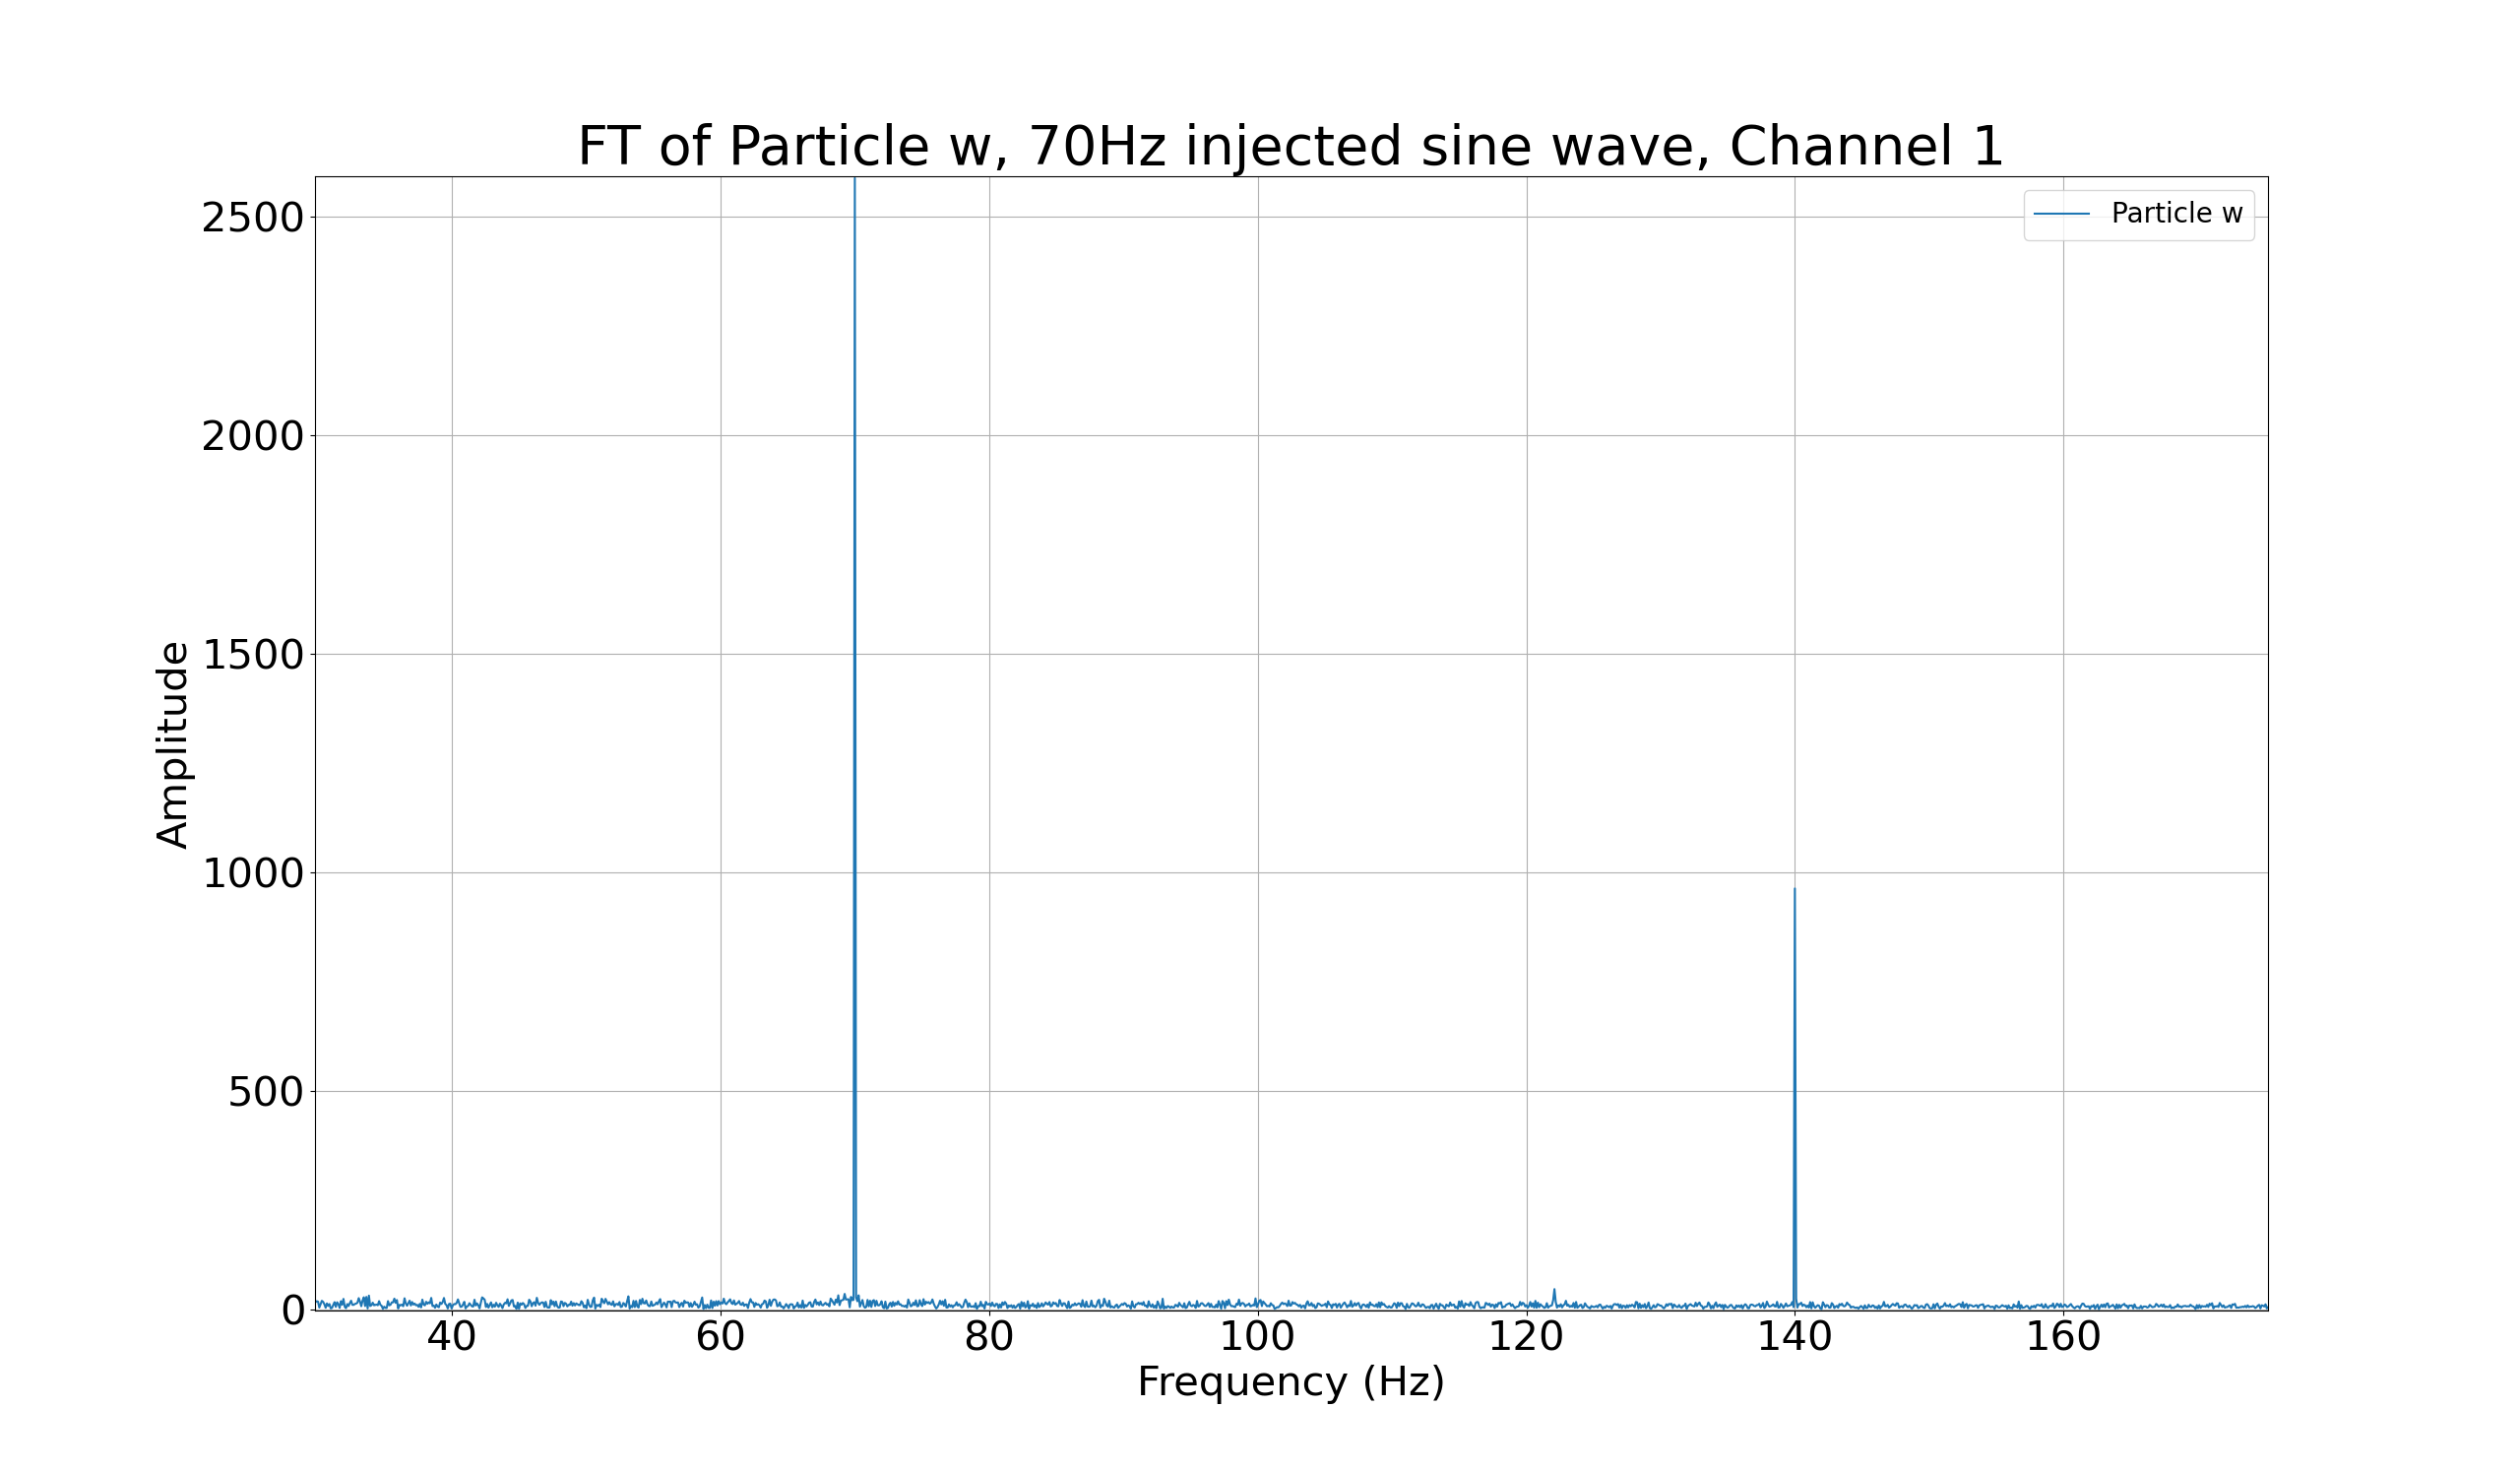 FT of Particle w, 70Hz injected sine wave, Channel 1
Particle w
2500
2000
1500
1000
500
0
Amplitude
40 60 80 100 120 140 160
Frequency (Hz)